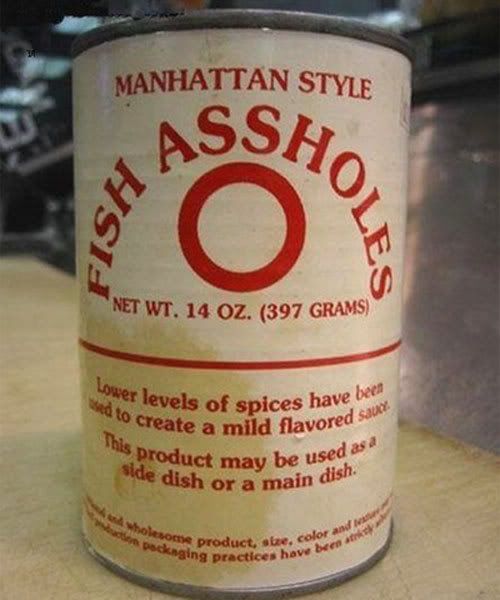 MANHATTAN STYLE
FISH ASSHOLES
NET WT. 14 OZ. (397 GRAMS)
Lower levels of spices have been
used to create a mild flavored sauce.
This product may be used as a
side dish or a main dish.
and wholesome product, size, color and texture
packaging practices have been strictly